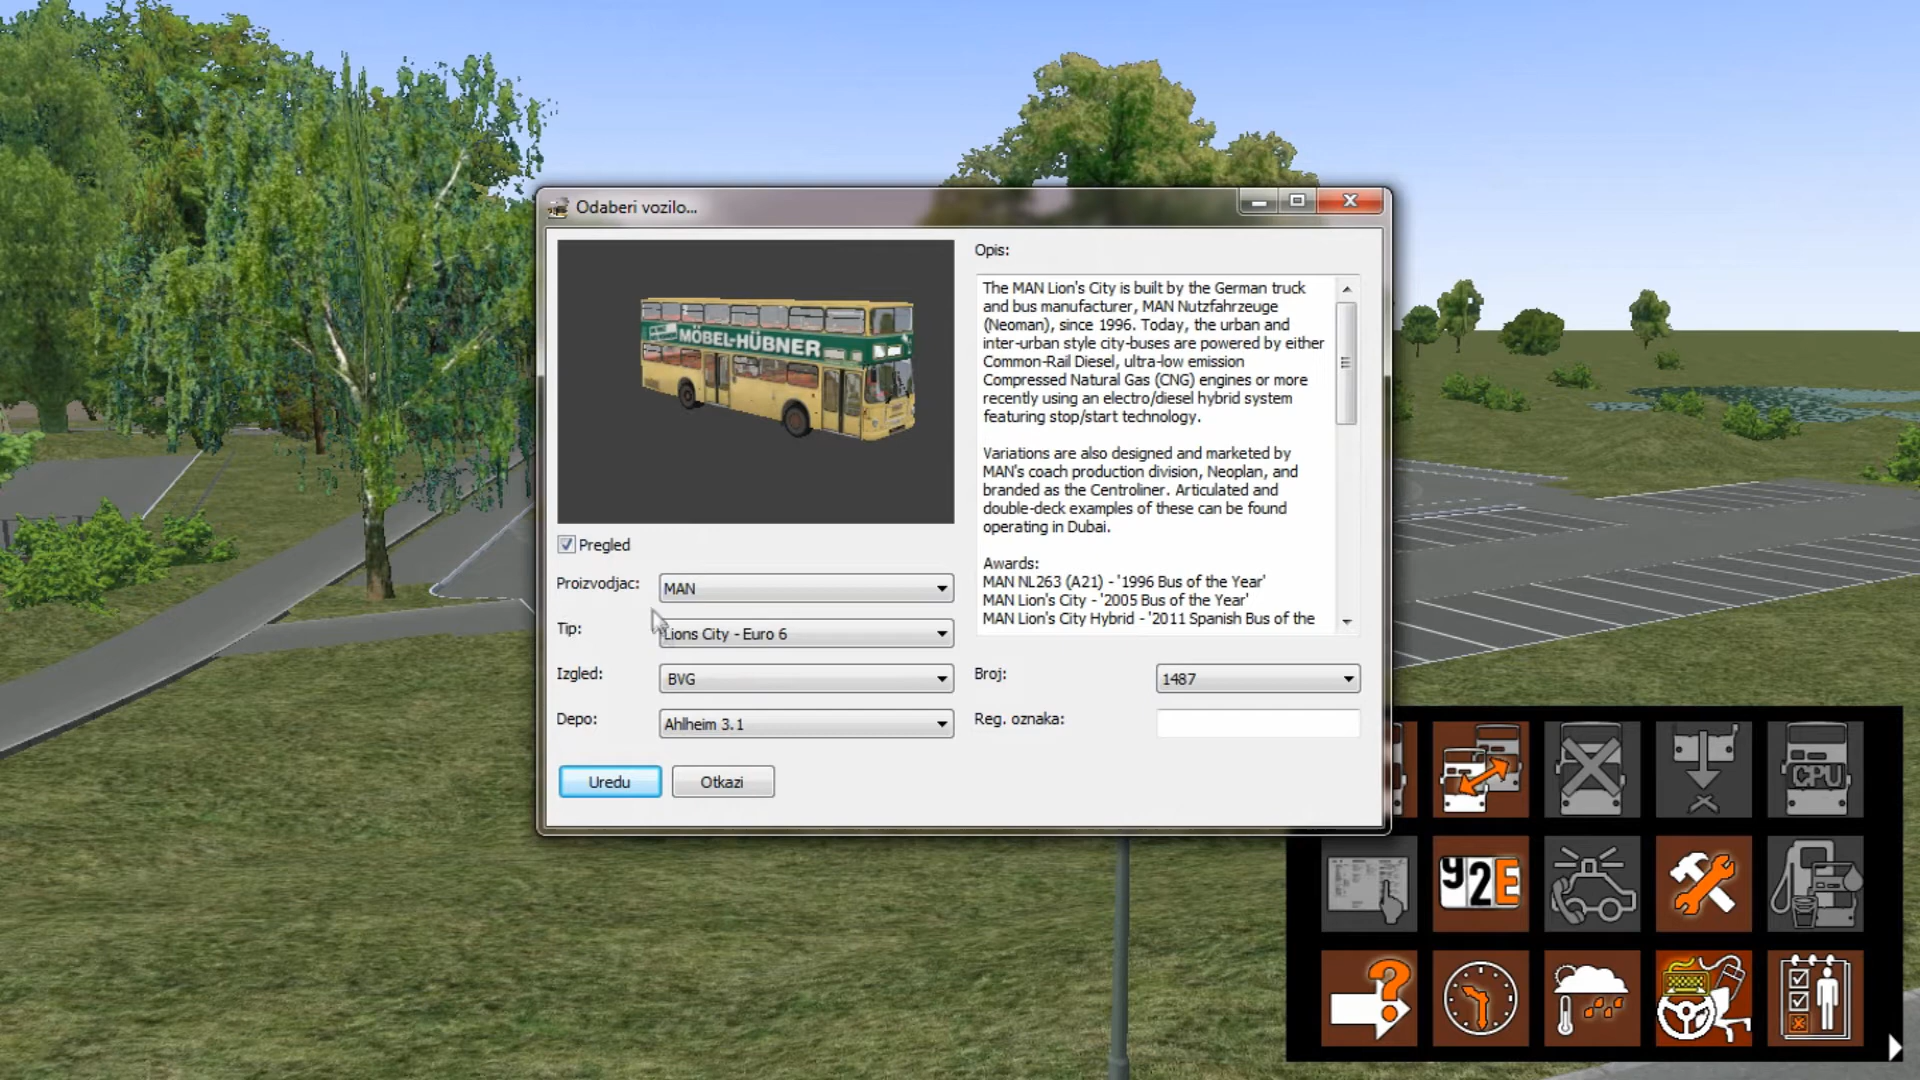 Odaberi vozilo...
MÖBEL-HÜBNER
Pregled
Proizvodjac:
MAN
Tip:
Lions City - Euro 6
Izgled:
BVG
Depo:
Ahlheim 3.1
Uredu
Otkazi
Opis:
The MAN Lion's City is built by the German truck
and bus manufacturer, MAN Nutzfahrzeuge
(Neoman), since 1996. Today, the urban and
inter-urban style city-buses are powered by either
Common-Rail Diesel, ultra-low emission
Compressed Natural Gas (CNG) engines or more
recently using an electro/diesel hybrid system
featuring stop/start technology.
Variations are also designed and marketed by
MAN's coach production division, Neoplan, and
branded as the Centroliner. Articulated and
double-deck examples of these can be found
operating in Dubai.
Awards:
MAN NL263 (A21) - '1996 Bus of the Year'
MAN Lion's City - '2005 Bus of the Year'
MAN Lion's City Hybrid - '2011 Spanish Bus of the
Broj:
1487
Reg. oznaka:
CPU
92E
?